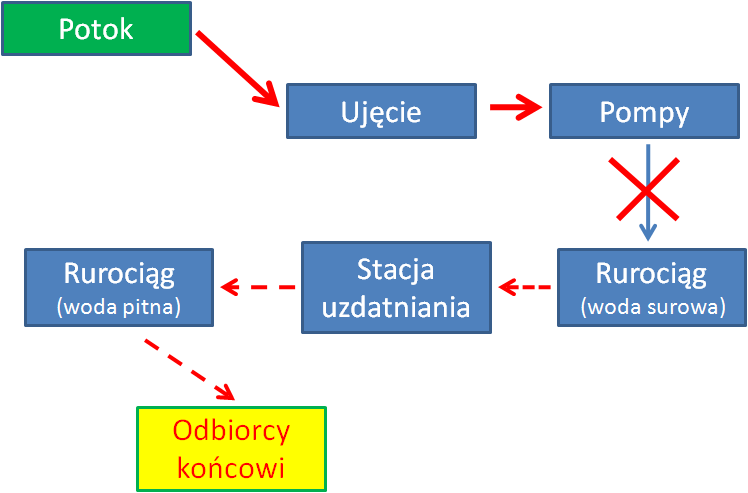 Potok
Ujęcie
Pompy
Rurociąg
(woda pitna)
Stacja
uzdatniania
Rurociąg
(woda surowa)
Odbiorcy
końcowi